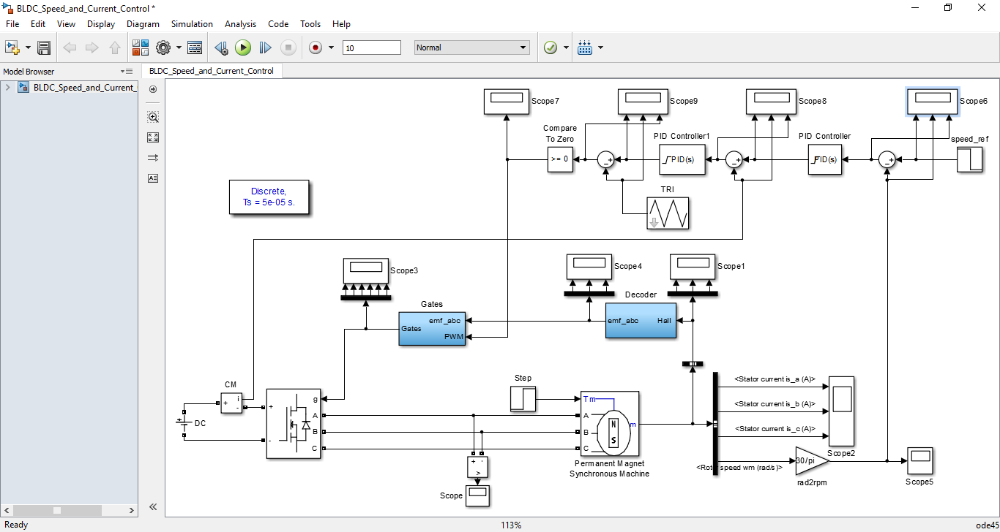 BLDC_Speed_and_Current_Control *
File Edit View Display Diagram Simulation Analysis Code Tools Help
10
Normal
Model Browser
BLDC_Speed_and_Current_Control
BLDC_Speed_and_Current_
Scope7
Scope9
Scope8
Scope6
Compare
To Zero
PID Controller1
PID Controller
speed_ref
>= 0
PID(s)
PID(s)
TRI
Discrete,
Ts = 5e-05 s.
Scope3
Scope4
Scope1
Gates
Decoder
emf_abc
Gates
PWM
emf_abc
Hall
CM
Step
<Stator current is_a (A)>
<Stator current is_b (A)>
<Stator current is_c (A)>
Scope2
+
i
-
DC
+
-
g
A
B
C
Tm
A
B
C
N
S
m
Permanent Magnet
Synchronous Machine
<Rotor speed wm (rad/s)>
30/pi
rad2rpm
Scope5
Scope
Ready
113%
ode45